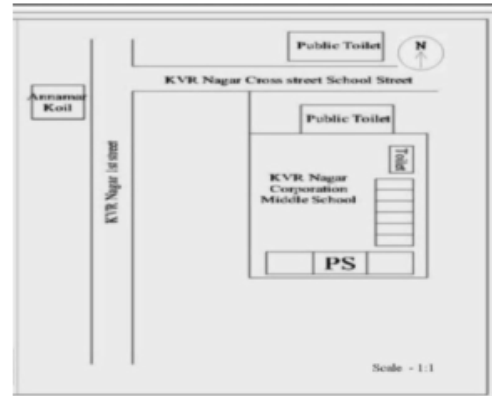 Public Toilet
N
KVR Nagar Cross street School Street
Annamar
Koil
Public Toilet
KVR Nagar 1st street
Toilet
KVR Nagar
Corporation
Middle School
PS
Scale - 1:1